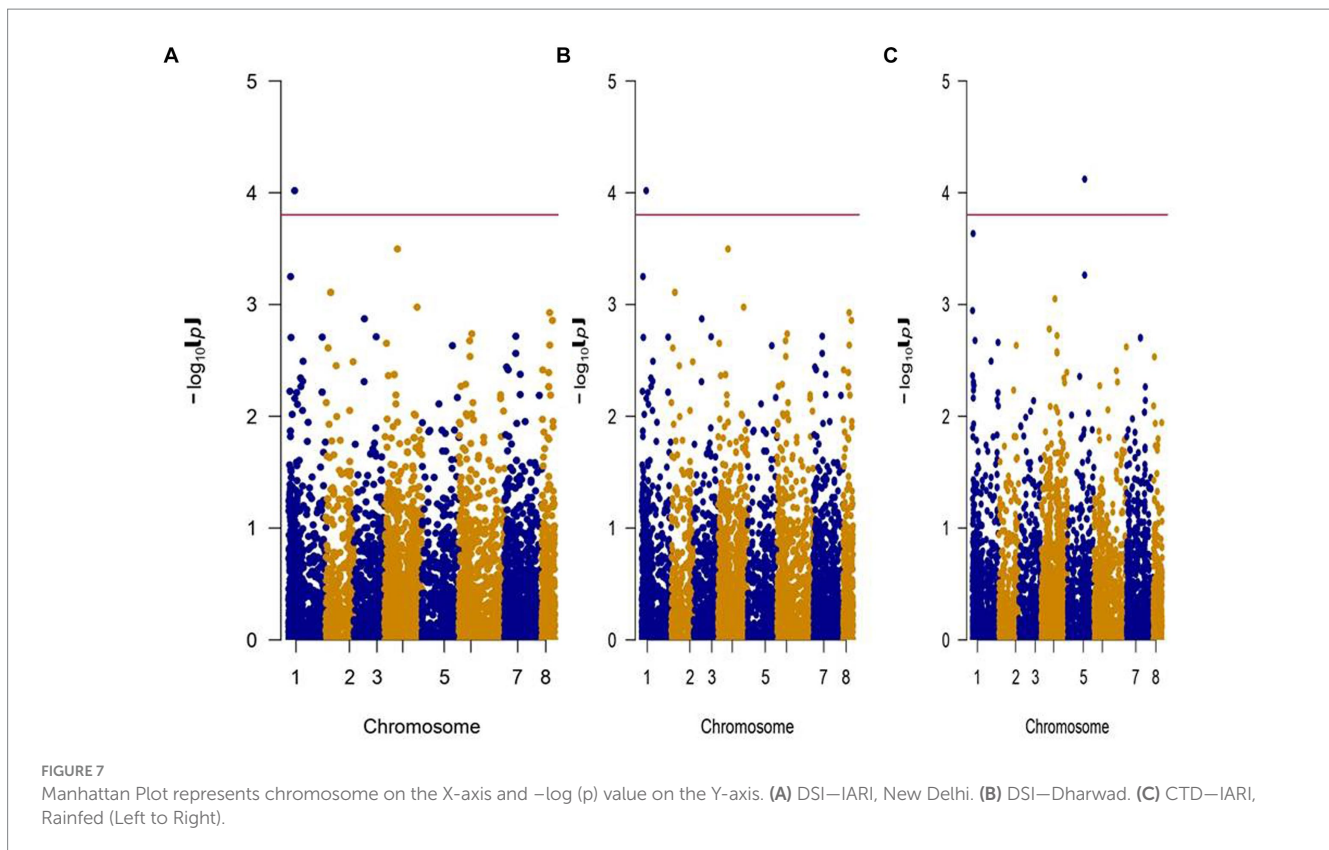 A
B
C
5
4
3
2
1
0
−log10(p)
1 2 3 5 7 8
Chromosome
5
4
3
2
1
0
−log10(p)
1 2 3 5 7 8
Chromosome
5
4
3
2
1
0
−log10(p)
1 2 3 5 7 8
Chromosome
FIGURE 7
Manhattan Plot represents chromosome on the X-axis and –log (p) value on the Y-axis. (A) DSI—IARI, New Delhi. (B) DSI—Dharwad. (C) CTD—IARI,
Rainfed (Left to Right).